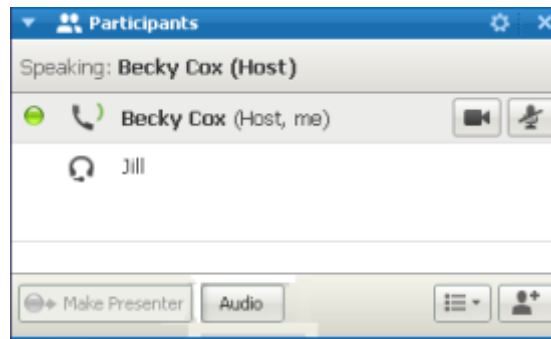 Participants
Speaking: Becky Cox (Host)
Becky Cox (Host, me)
Jill
Make Presenter Audio